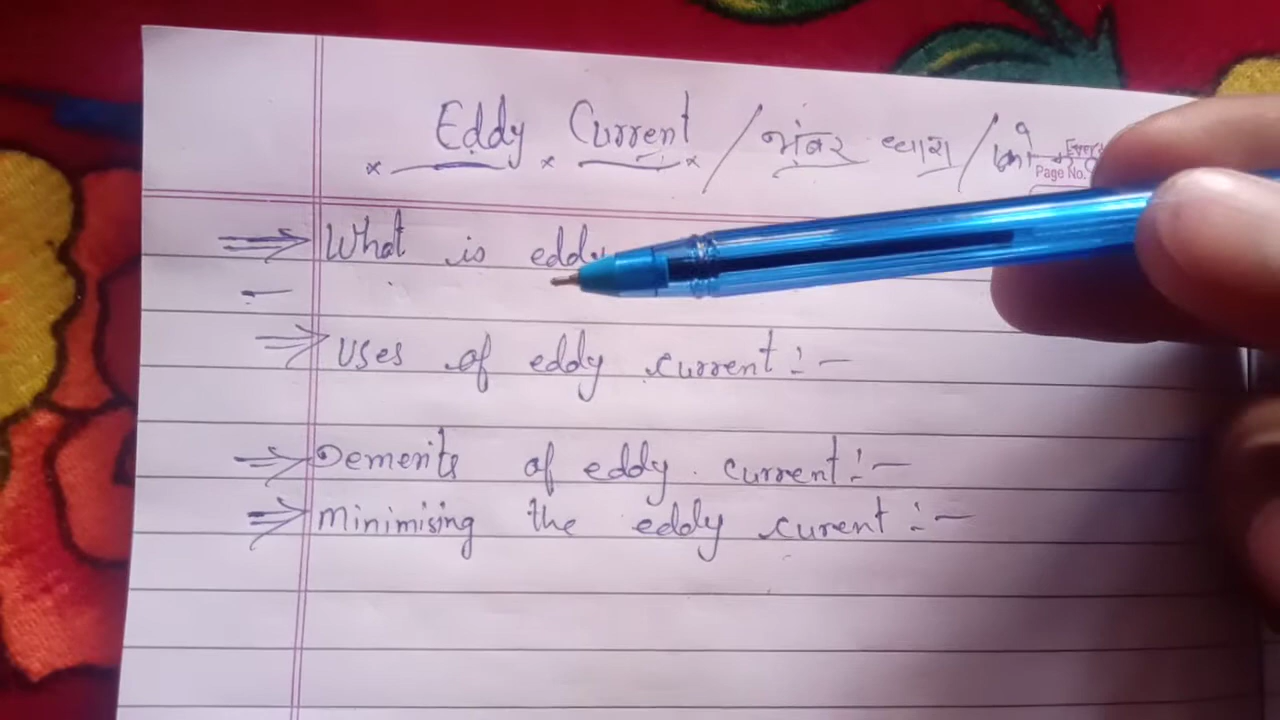 Eddy Current / भंवर धारा /
Page No.
What is eddy
Uses of eddy current :-
Demerits of eddy current :-
Minimising the eddy curent :-